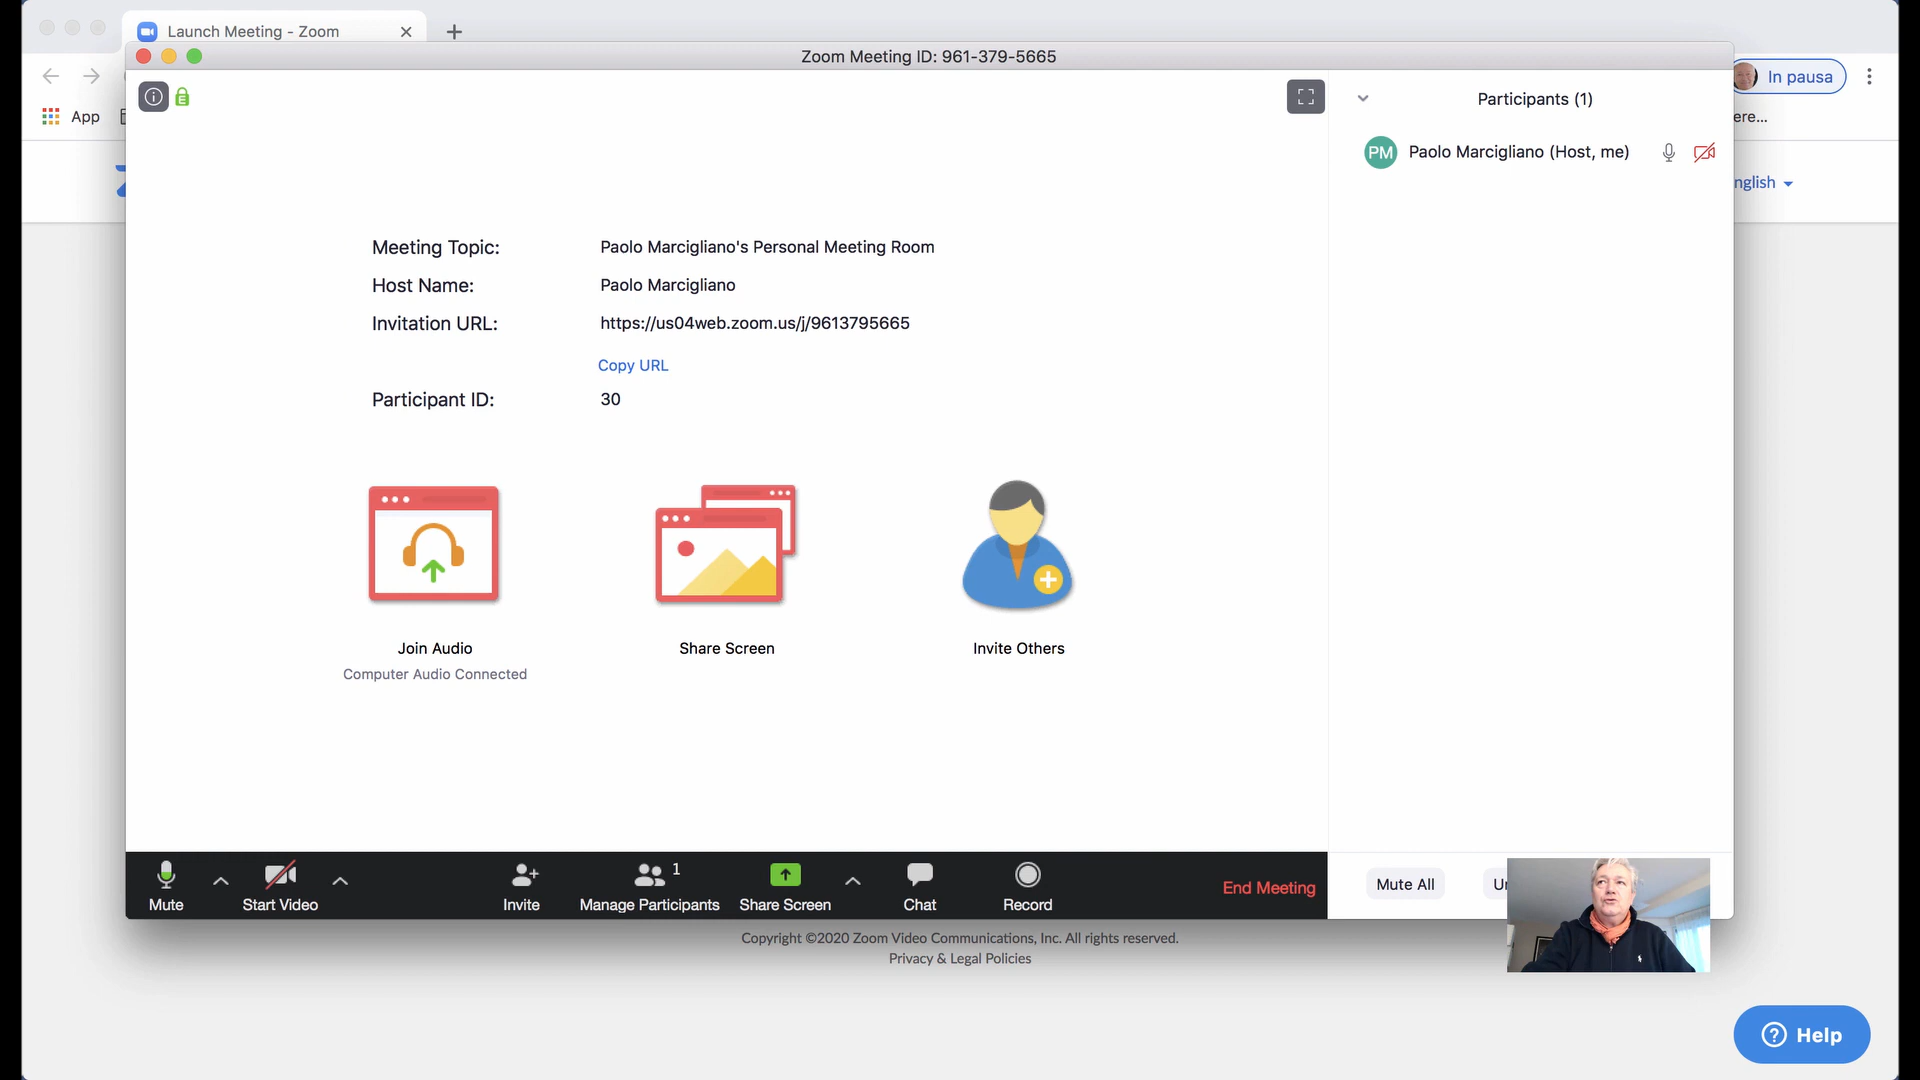 Launch Meeting - Zoom
Zoom Meeting ID: 961-379-5665
In pausa
App
ere...
nglish
Participants (1)
PM
Paolo Marcigliano (Host, me)
Meeting Topic:
Paolo Marcigliano's Personal Meeting Room
Host Name:
Paolo Marcigliano
Invitation URL:
https://us04web.zoom.us/j/9613795665
Copy URL
Participant ID:
30
Join Audio
Computer Audio Connected
Share Screen
Invite Others
Mute
Start Video
Invite
1
Manage Participants
Share Screen
Chat
Record
End Meeting
Mute All
Un
Copyright ©2020 Zoom Video Communications, Inc. All rights reserved.
Privacy & Legal Policies
Help